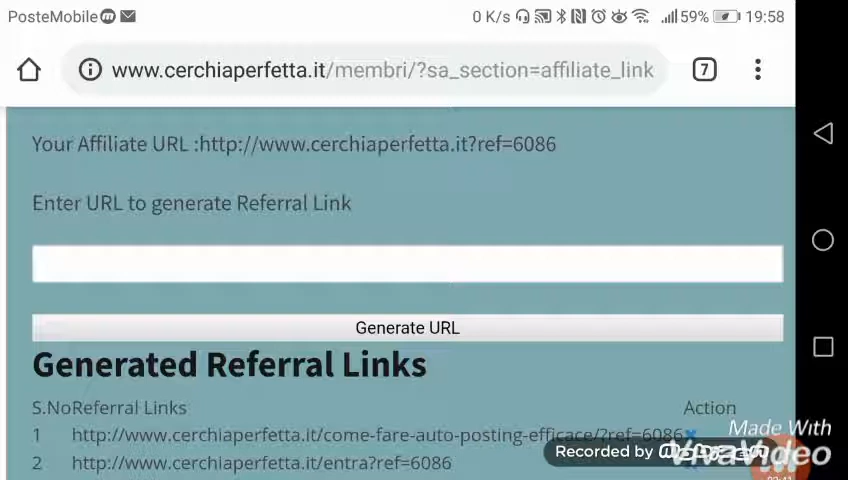 PosteMobile 0 K/s 59% 19:58
www.cerchiaperfetta.it/membri/?sa_section=affiliate_link 7
Your Affiliate URL :http://www.cerchiaperfetta.it?ref=6086
Enter URL to generate Referral Link
Generate URL
Generated Referral Links
S.NoReferral Links Action
1 http://www.cerchiaperfetta.it/come-fare-auto-posting-efficace/?ref=6086
2 http://www.cerchiaperfetta.it/entra?ref=6086
Made With
Recorded by
VivaVideo
02:41